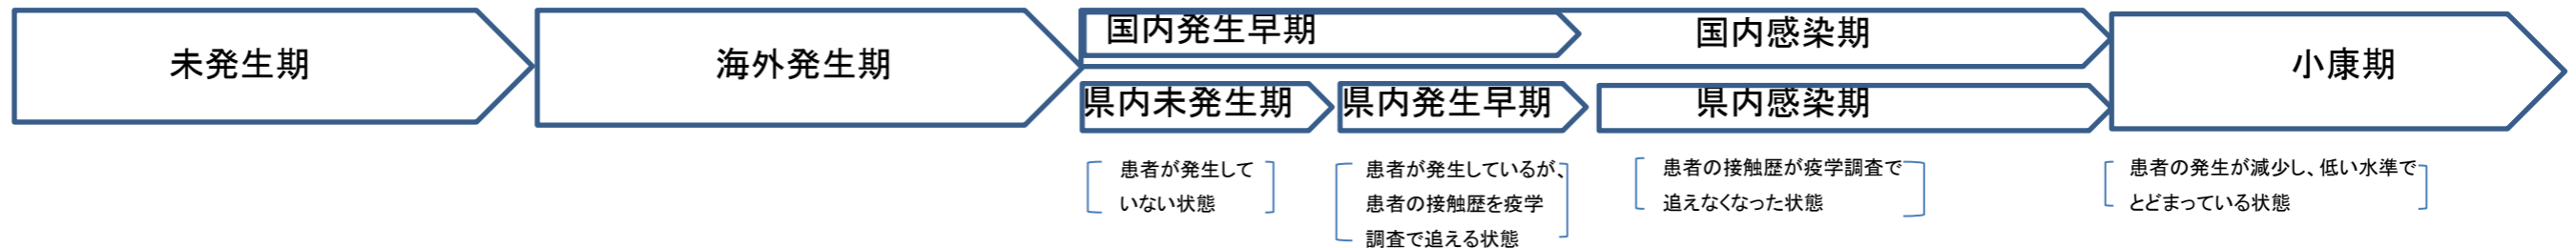 未発生期
海外発生期
国内発生早期
国内感染期
県内未発生期
県内発生早期
県内感染期
小康期
患者が発生して
いない状態
患者が発生しているが、
患者の接触歴を疫学
調査で追える状態
患者の接触歴が疫学調査で
追えなくなった状態
患者の発生が減少し、低い水準で
とどまっている状態